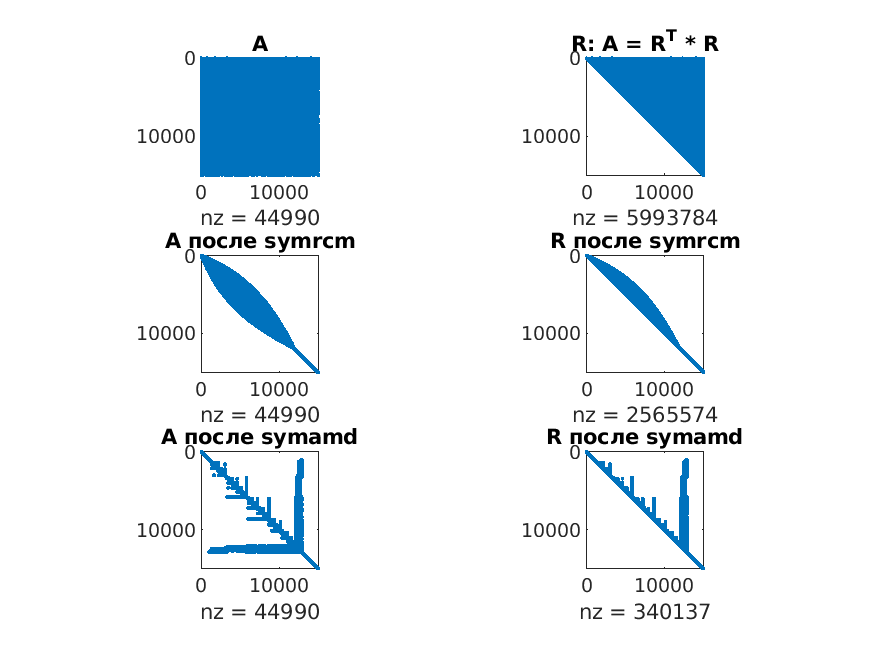 A
0
10000
0 10000
nz = 44990
R: A = Rᵀ * R
0
10000
0 10000
nz = 5993784
A после symrcm
0
10000
0 10000
nz = 44990
R после symrcm
0
10000
0 10000
nz = 2565574
A после symamd
0
10000
0 10000
nz = 44990
R после symamd
0
10000
0 10000
nz = 340137